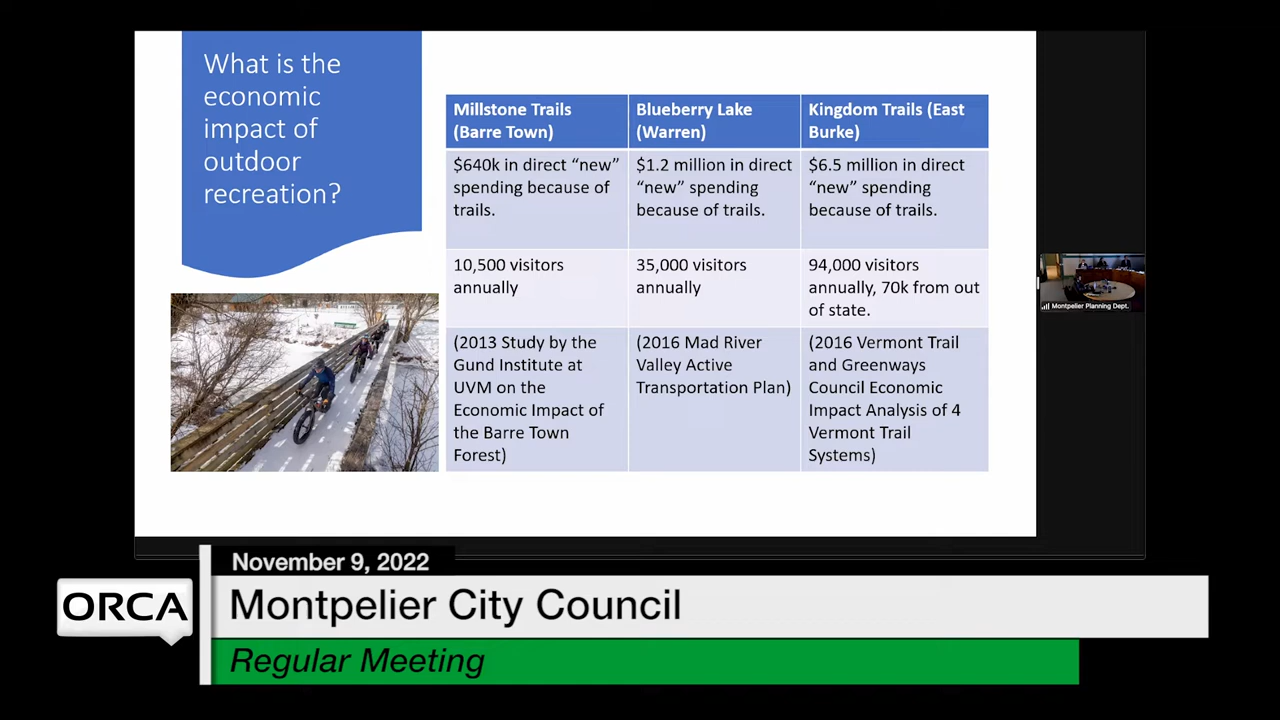 What is the
economic
impact of
outdoor
recreation?
Millstone Trails
(Barre Town)
Blueberry Lake
(Warren)
Kingdom Trails (East
Burke)
$640k in direct “new”
spending because of
trails.
$1.2 million in direct
“new” spending
because of trails.
$6.5 million in direct
“new” spending
because of trails.
10,500 visitors
annually
35,000 visitors
annually
94,000 visitors
annually, 70k from out
of state.
(2013 Study by the
Gund Institute at
UVM on the
Economic Impact of
the Barre Town
Forest)
(2016 Mad River
Valley Active
Transportation Plan)
(2016 Vermont Trail
and Greenways
Council Economic
Impact Analysis of 4
Vermont Trail
Systems)
Montpelier Planning Dept.
November 9, 2022
ORCA
Montpelier City Council
Regular Meeting